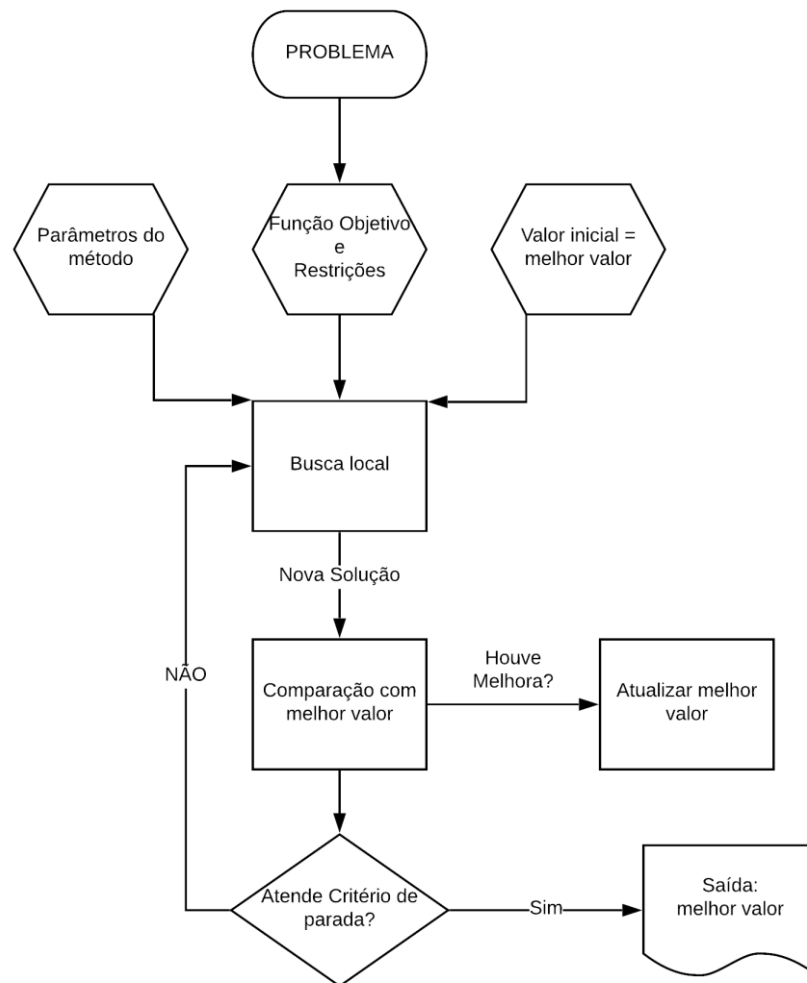 PROBLEMA
Parâmetros do
método
Função Objetivo
e
Restrições
Valor inicial =
melhor valor
Busca local
Nova Solução
NÃO
Comparação com
melhor valor
Houve
Melhora?
Atualizar melhor
valor
Atende Critério de
parada?
Sim
Saída:
melhor valor